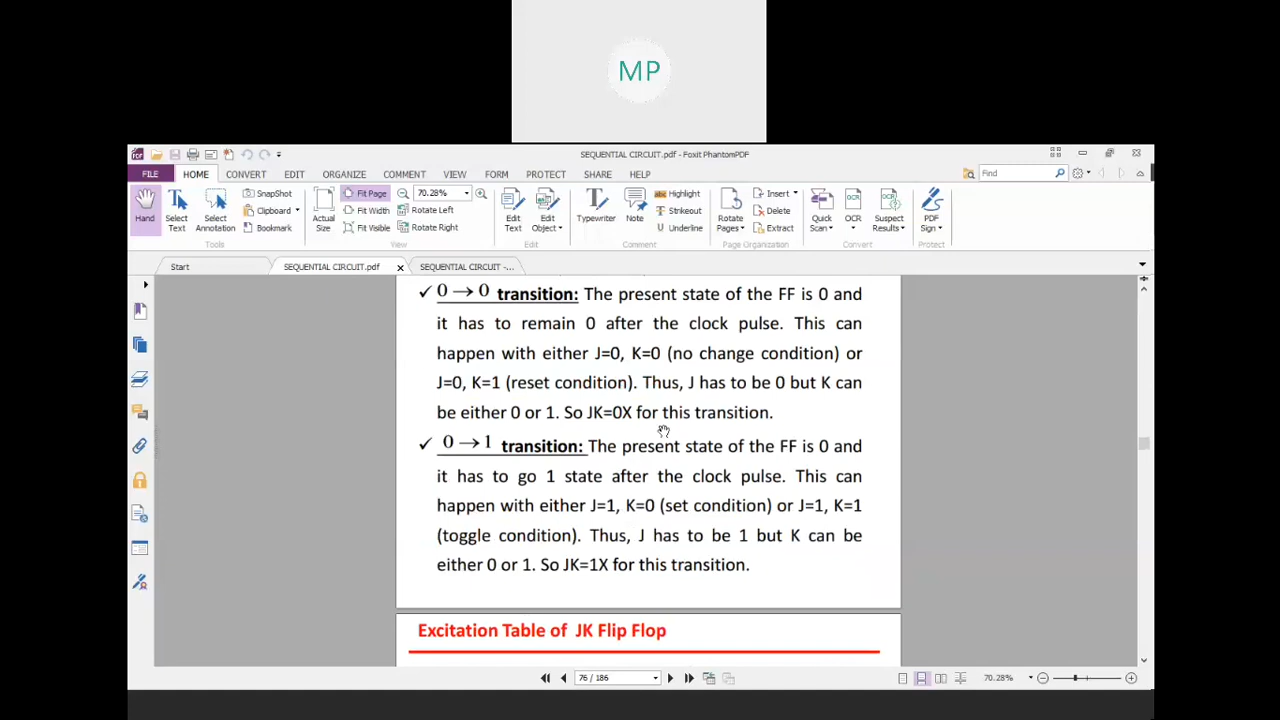 MP
SEQUENTIAL CIRCUIT.pdf - Foxit PhantomPDF
FILE HOME CONVERT EDIT ORGANIZE COMMENT VIEW FORM PROTECT SHARE HELP Find
Hand Select Text Select Annotation SnapShot Clipboard Bookmark Actual Size Fit Page Fit Width Fit Visible 70.28% Rotate Left Rotate Right Edit Text Edit Object Typewriter Note Highlight Strikeout Underline Rotate Pages Insert Delete Extract Quick Scan OCR Suspect Results PDF Sign
Tools View Edit Comment Page Organization Convert Protect
Start SEQUENTIAL CIRCUIT.pdf SEQUENTIAL CIRCUIT -...
✓ 0 → 0 transition: The present state of the FF is 0 and
it has to remain 0 after the clock pulse. This can
happen with either J=0, K=0 (no change condition) or
J=0, K=1 (reset condition). Thus, J has to be 0 but K can
be either 0 or 1. So JK=0X for this transition.
✓ 0 → 1 transition: The present state of the FF is 0 and
it has to go 1 state after the clock pulse. This can
happen with either J=1, K=0 (set condition) or J=1, K=1
(toggle condition). Thus, J has to be 1 but K can be
either 0 or 1. So JK=1X for this transition.
Excitation Table of JK Flip Flop
76 / 186 70.28%